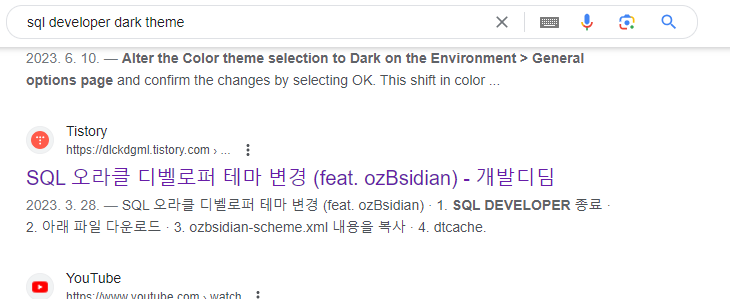 sql developer dark theme
2023. 6. 10. — Alter the Color theme selection to Dark on the Environment > General
options page and confirm the changes by selecting OK. This shift in color ...
Tistory
https://dlckdgml.tistory.com › ...
SQL 오라클 디벨로퍼 테마 변경 (feat. ozBsidian) - 개발디딤
2023. 3. 28. — SQL 오라클 디벨로퍼 테마 변경 (feat. ozBsidian) · 1. SQL DEVELOPER 종료 ·
2. 아래 파일 다운로드 · 3. ozbsidian-scheme.xml 내용을 복사 · 4. dtcache.
YouTube
https://www.youtube.com › watch